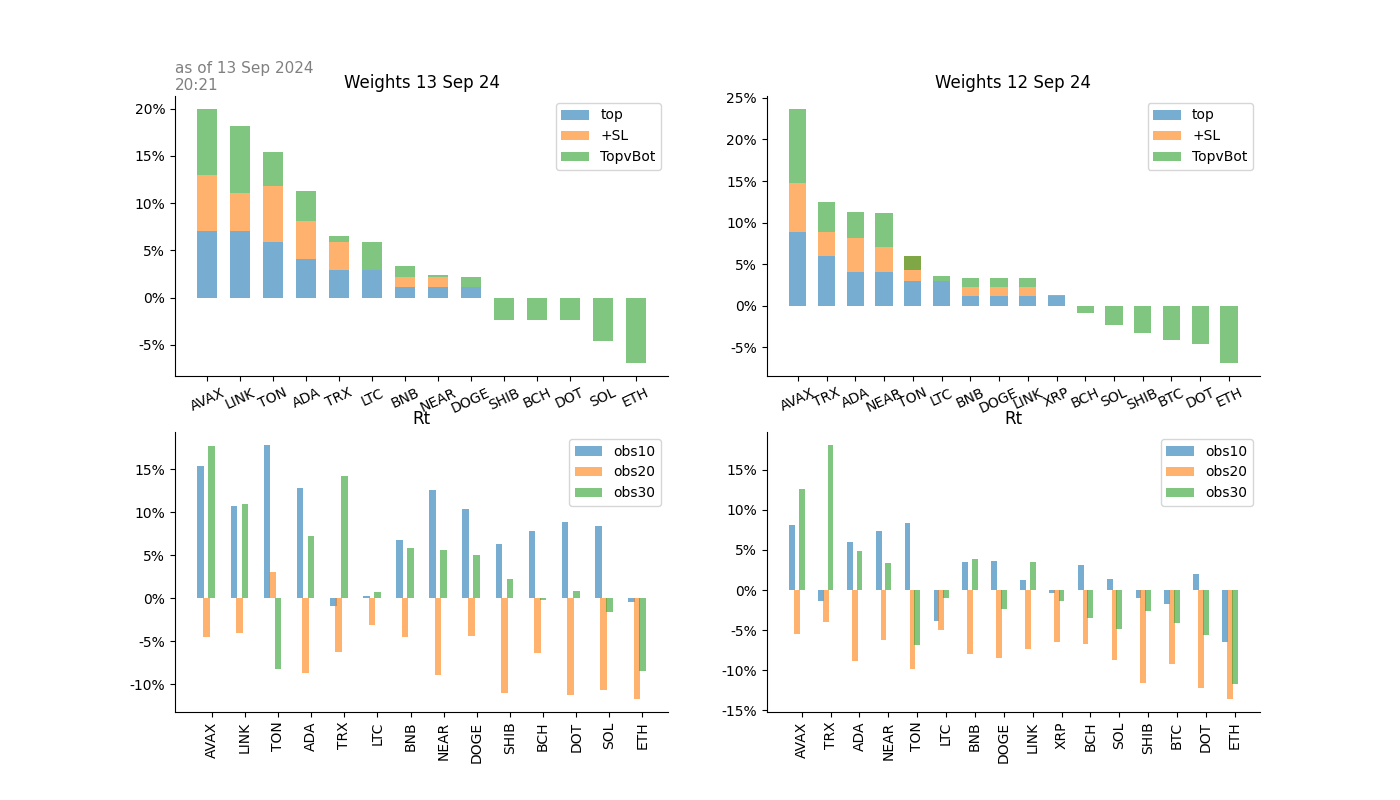 as of 13 Sep 2024
20:21
Weights 13 Sep 24
20%
15%
10%
5%
0%
-5%
top
+SL
TopvBot
AVAX LINK TON ADA TRX LTC BNB NEAR DOGE SHIB BCH DOT SOL ETH
Weights 12 Sep 24
25%
20%
15%
10%
5%
0%
-5%
top
+SL
TopvBot
AVAX TRX ADA NEAR TON LTC BNB DOGE LINK XRP BCH SOL SHIB BTC DOT ETH
Rt
15%
10%
5%
0%
-5%
-10%
obs10
obs20
obs30
AVAX LINK TON ADA TRX LTC BNB NEAR DOGE SHIB BCH DOT SOL ETH
Rt
15%
10%
5%
0%
-5%
-10%
-15%
obs10
obs20
obs30
AVAX TRX ADA NEAR TON LTC BNB DOGE LINK XRP BCH SOL SHIB BTC DOT ETH